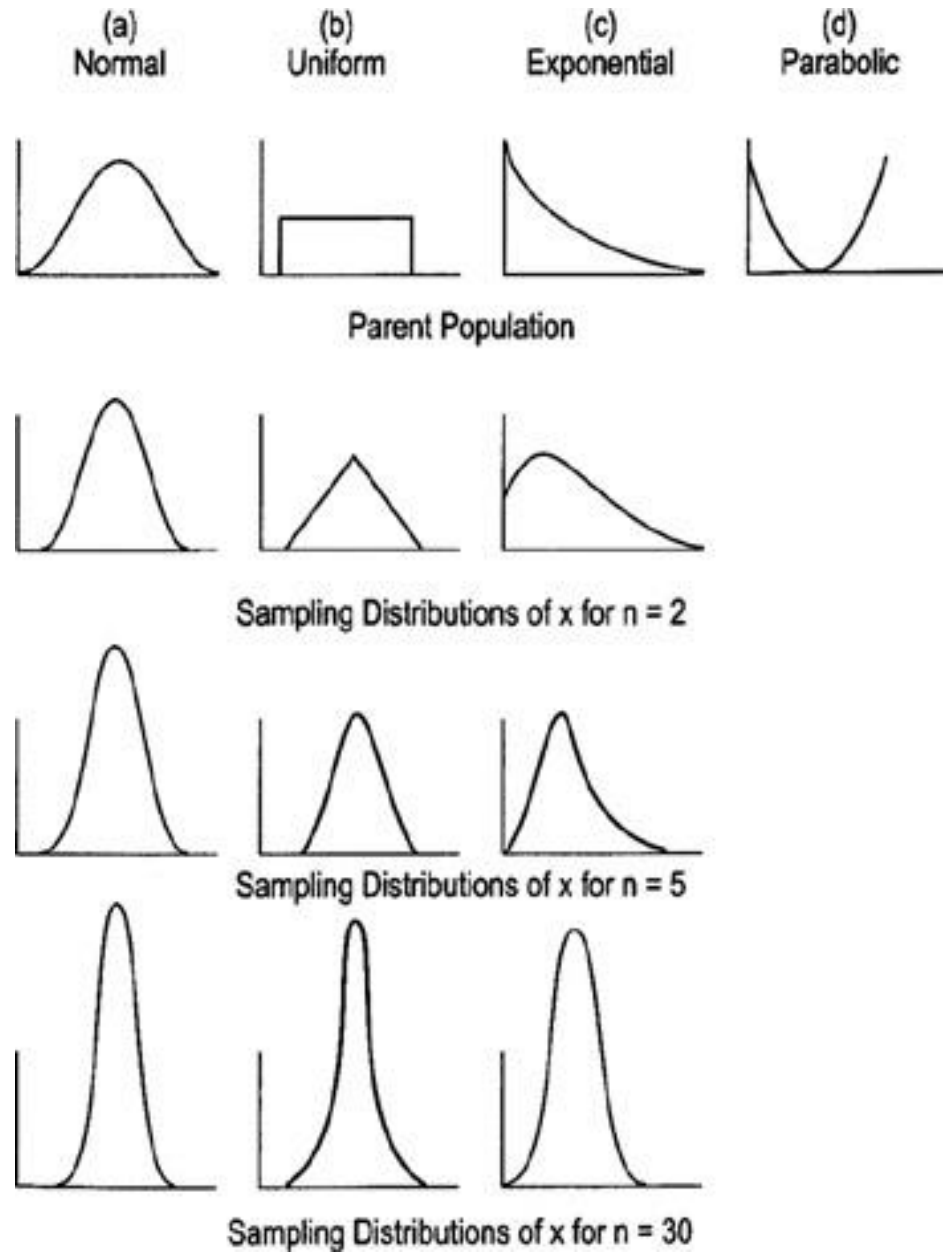 (a) (b) (c) (d)
Normal Uniform Exponential Parabolic
Parent Population
Sampling Distributions of x for n = 2
Sampling Distributions of x for n = 5
Sampling Distributions of x for n = 30